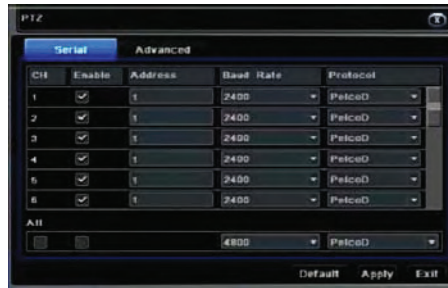 PTZ
Serial Advanced
CH Enable Address Baud Rate Protocol
1 1 2400 PelcoD
2 1 2400 PelcoD
3 1 2400 PelcoD
4 1 2400 PelcoD
5 1 2400 PelcoD
6 1 2400 PelcoD
All
4800 PelcoD
Default Apply Exit